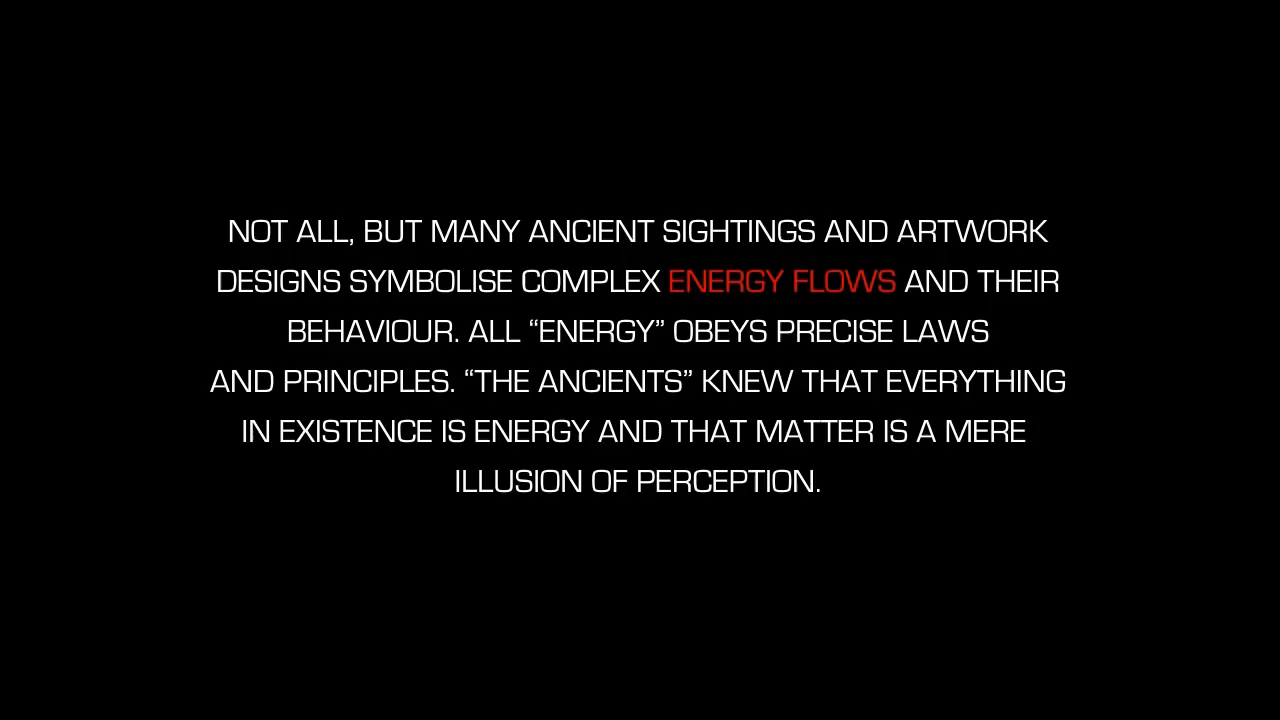 NOT ALL, BUT MANY ANCIENT SIGHTINGS AND ARTWORK
DESIGNS SYMBOLISE COMPLEX ENERGY FLOWS AND THEIR
BEHAVIOUR. ALL “ENERGY” OBEYS PRECISE LAWS
AND PRINCIPLES. “THE ANCIENTS” KNEW THAT EVERYTHING
IN EXISTENCE IS ENERGY AND THAT MATTER IS A MERE
ILLUSION OF PERCEPTION.